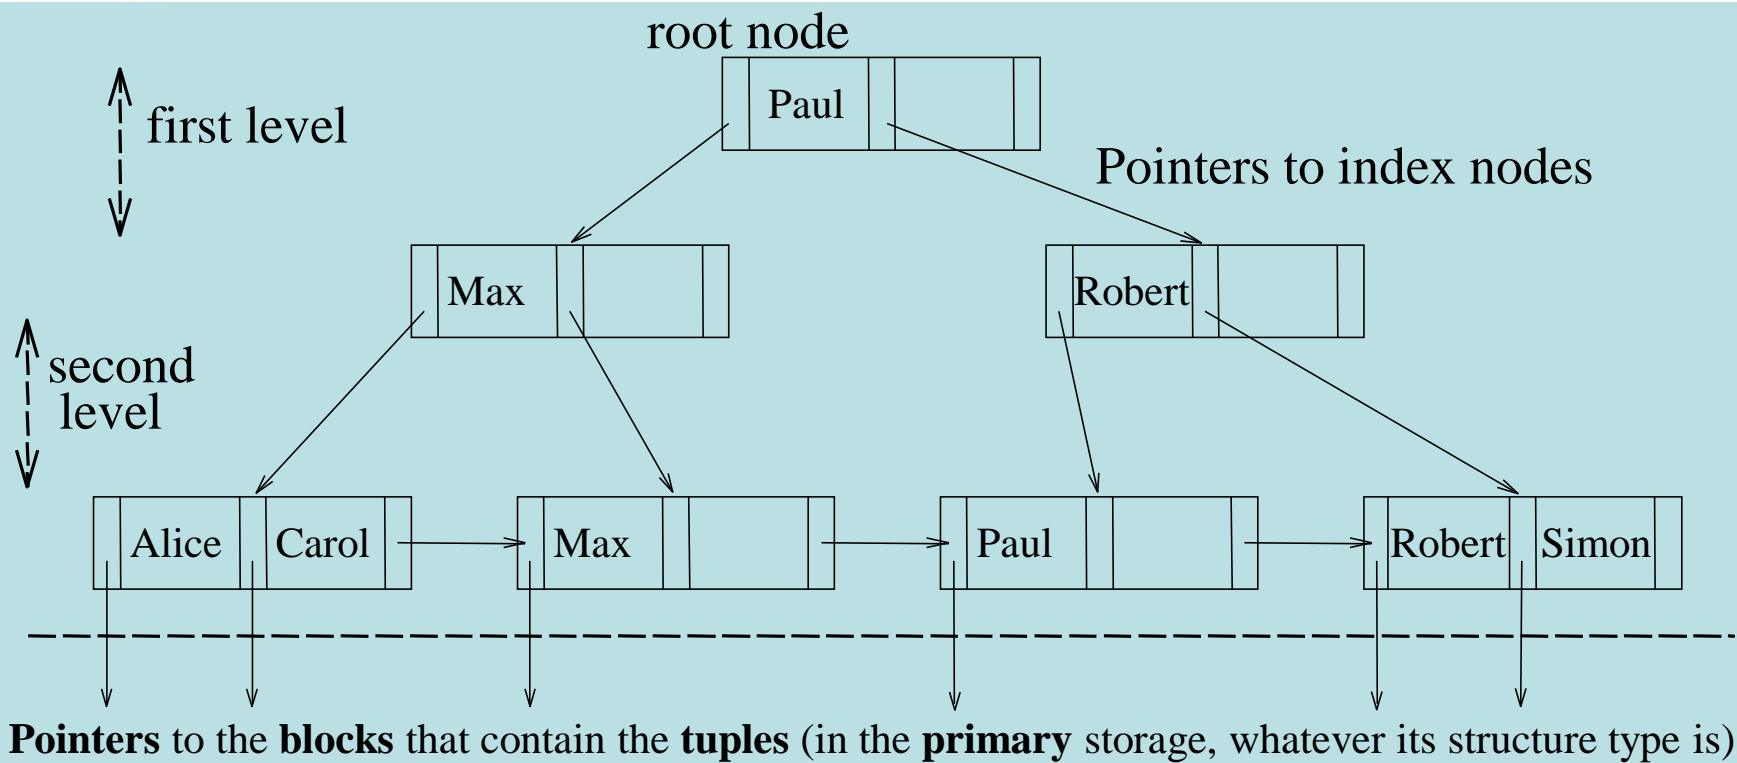 root node
Paul
first level
Pointers to index nodes
Max
Robert
second
level
Alice
Carol
Max
Paul
Robert
Simon
Pointers to the blocks that contain the tuples (in the primary storage, whatever its structure type is)